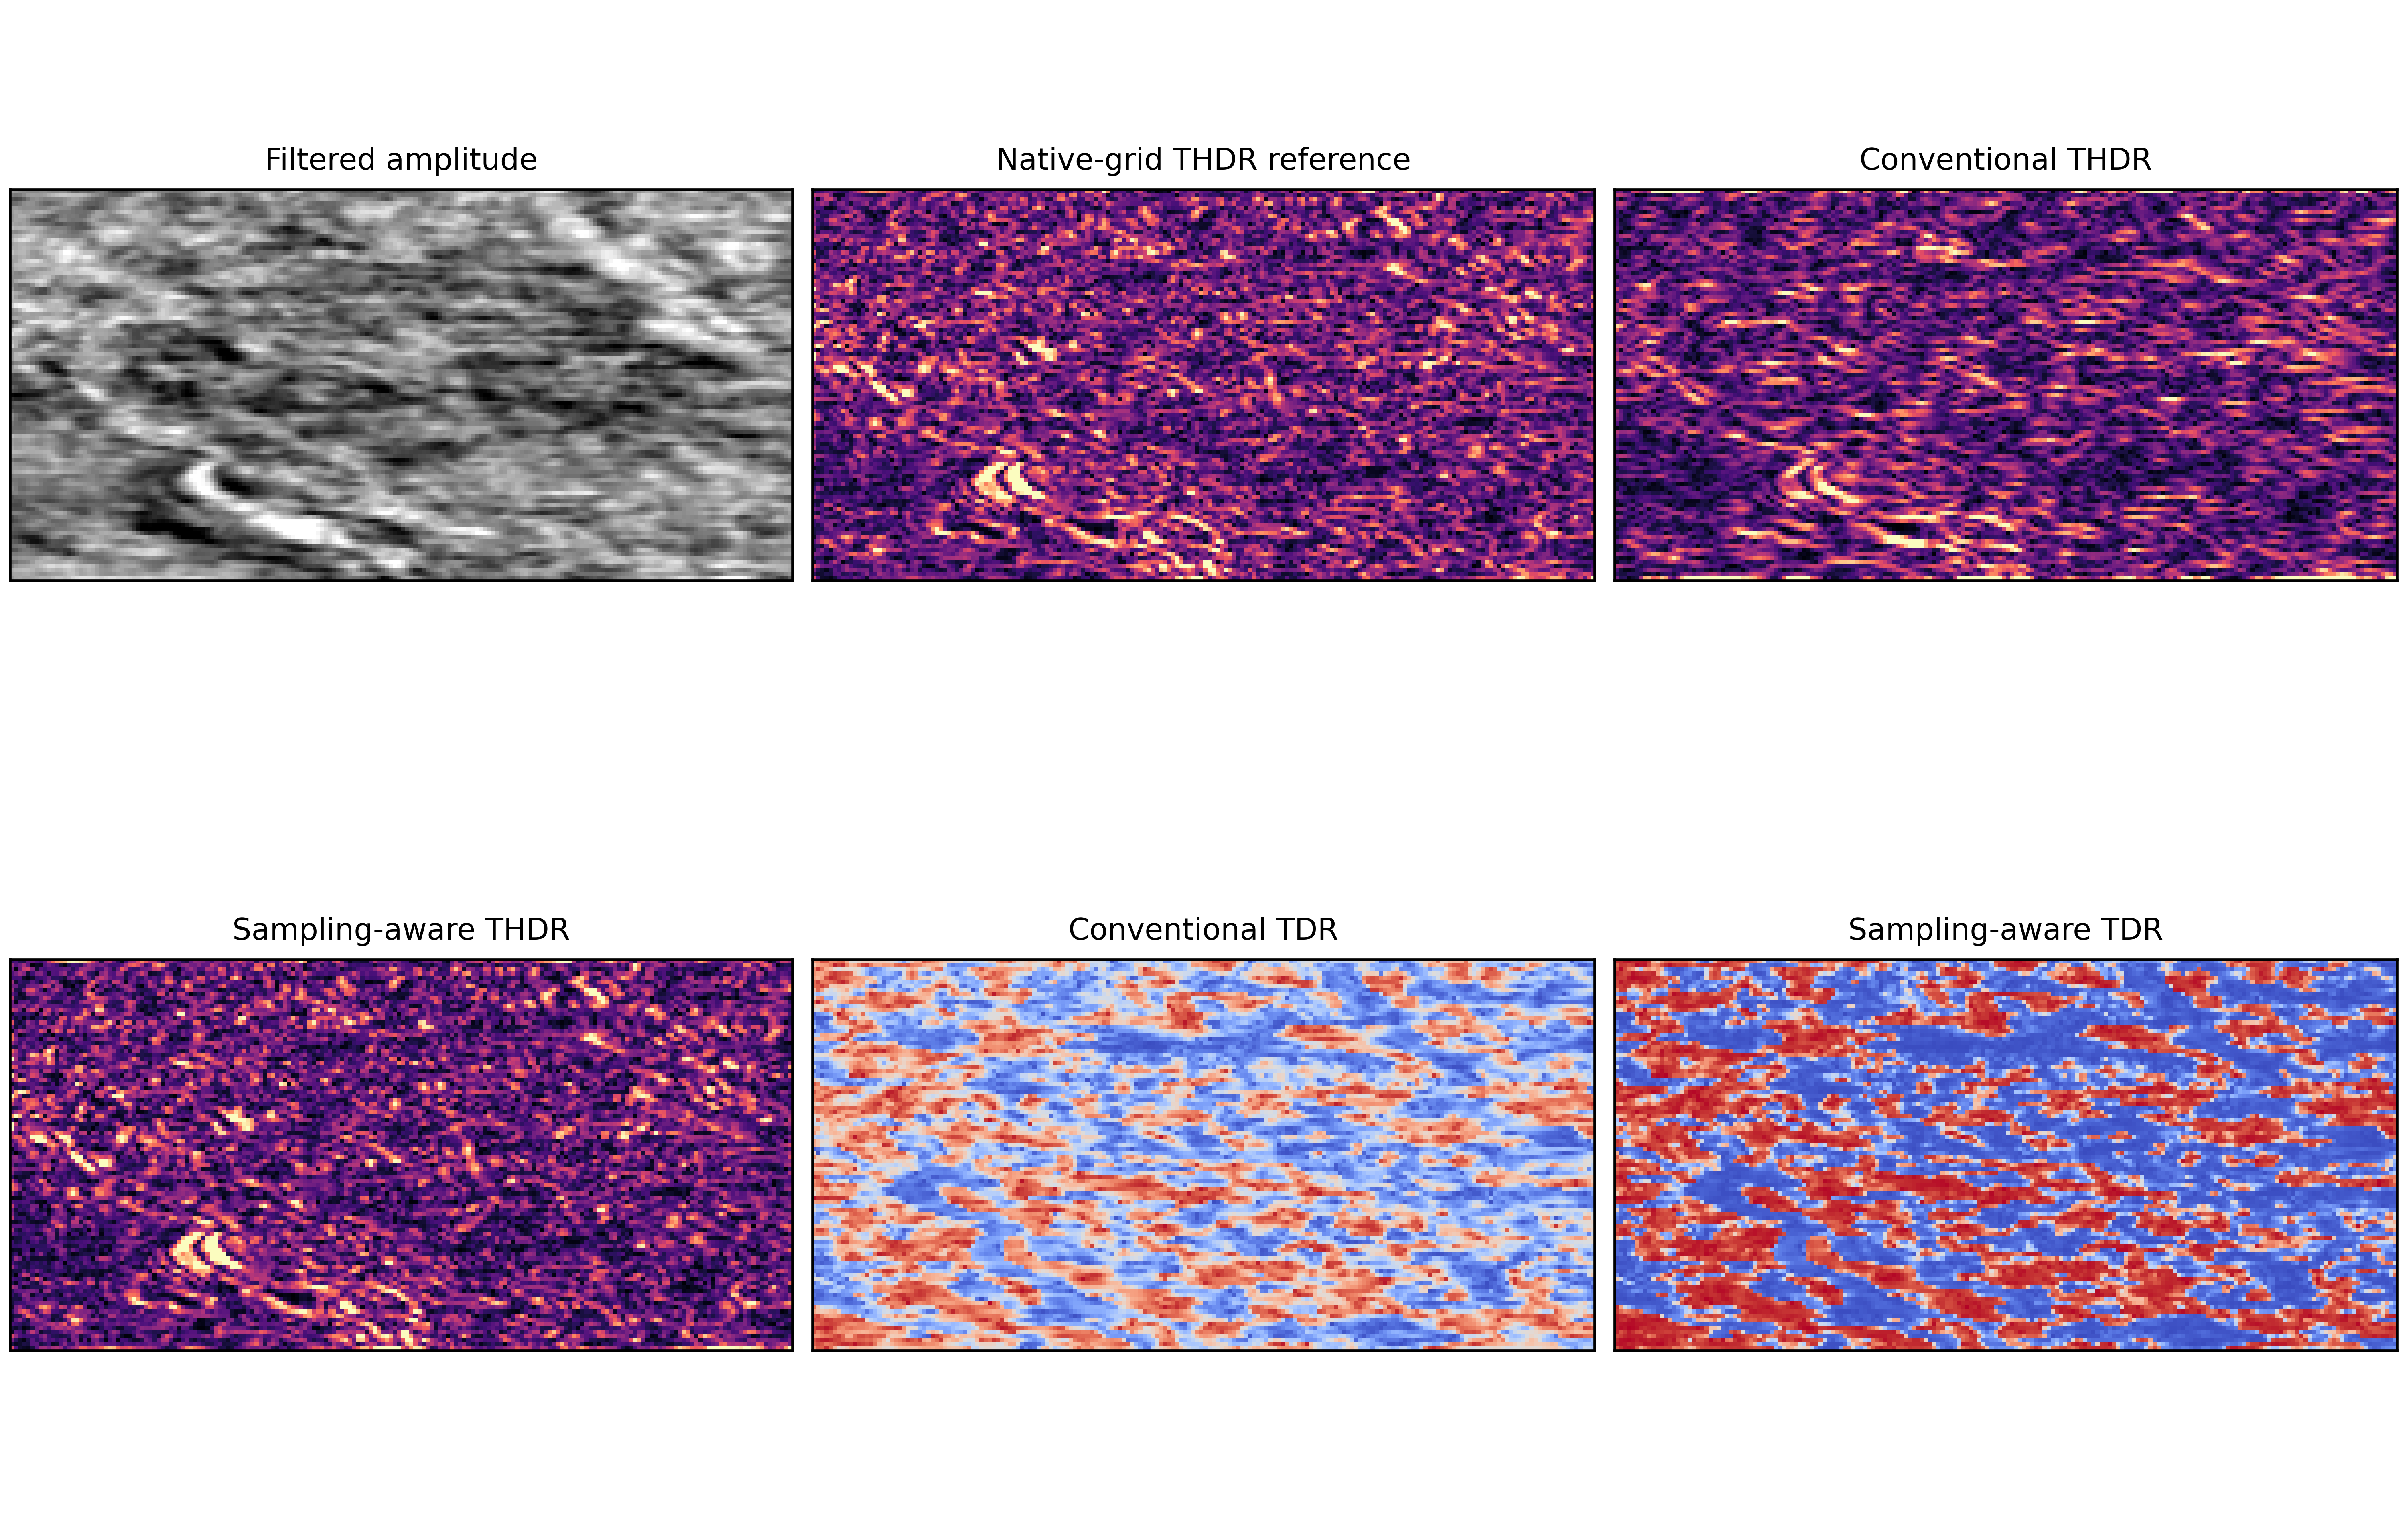 Filtered amplitude
Native-grid THDR reference
Conventional THDR
Sampling-aware THDR
Conventional TDR
Sampling-aware TDR